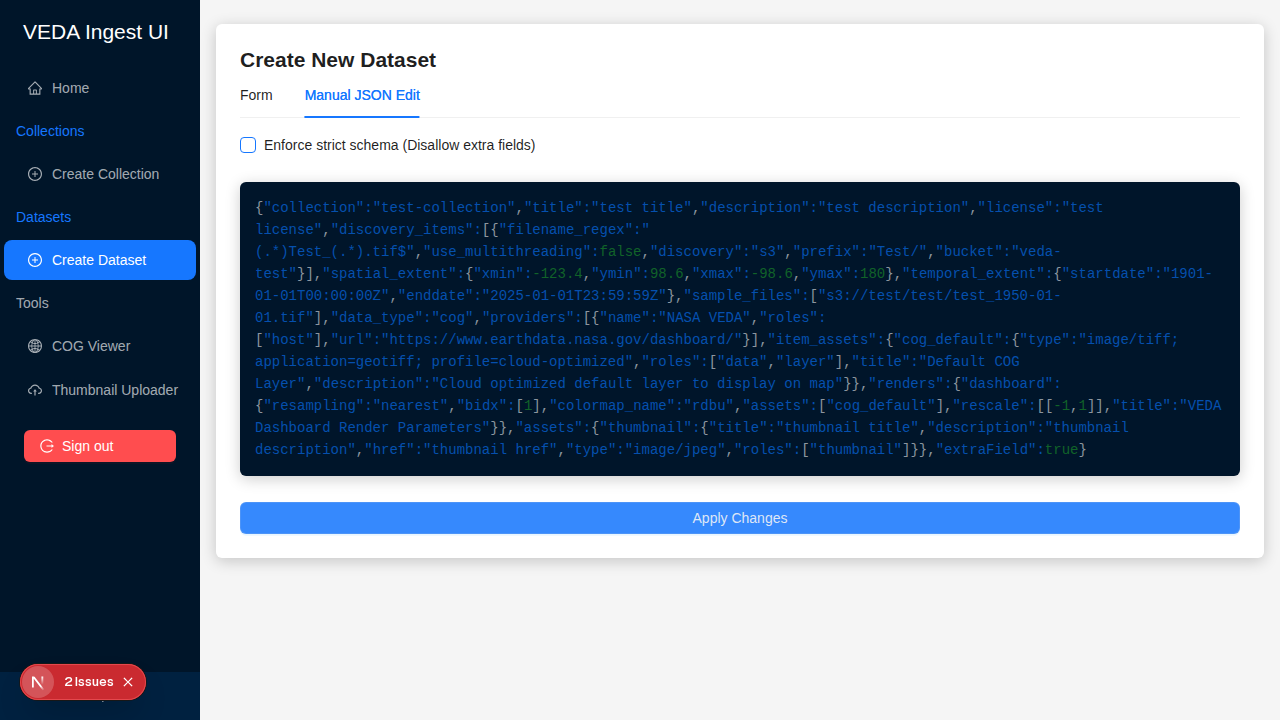 VEDA Ingest UI
Home
Collections
Create Collection
Datasets
Create Dataset
Tools
COG Viewer
Thumbnail Uploader
Sign out
2 Issues
Create New Dataset
Form
Manual JSON Edit
Enforce strict schema (Disallow extra fields)
{"collection":"test-collection","title":"test title","description":"test description","license":"test
license","discovery_items":[{"filename_regex":"
(.*)Test_(.*).tif$","use_multithreading":false,"discovery":"s3","prefix":"Test/","bucket":"veda-
test"}],"spatial_extent":{"xmin":-123.4,"ymin":98.6,"xmax":-98.6,"ymax":180},"temporal_extent":{"startdate":"1901-
01-01T00:00:00Z","enddate":"2025-01-01T23:59:59Z"},"sample_files":["s3://test/test/test_1950-01-
01.tif"],"data_type":"cog","providers":[{"name":"NASA VEDA","roles":
["host"],"url":"https://www.earthdata.nasa.gov/dashboard/"}],"item_assets":{"cog_default":{"type":"image/tiff;
application=geotiff; profile=cloud-optimized","roles":["data","layer"],"title":"Default COG
Layer","description":"Cloud optimized default layer to display on map"}},"renders":{"dashboard":
{"resampling":"nearest","bidx":[1],"colormap_name":"rdbu","assets":["cog_default"],"rescale":[[-1,1]],"title":"VEDA
Dashboard Render Parameters"}},"assets":{"thumbnail":{"title":"thumbnail title","description":"thumbnail
description","href":"thumbnail href","type":"image/jpeg","roles":["thumbnail"]}},"extraField":true}
Apply Changes